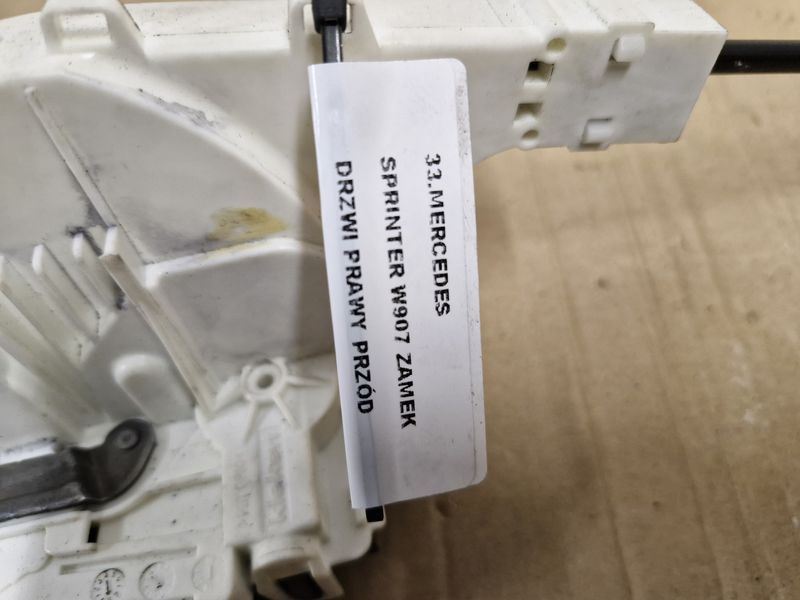 33.MERCEDES
SPRINTER W907 ZAMEK
DRZWI PRAWY PRZÓD